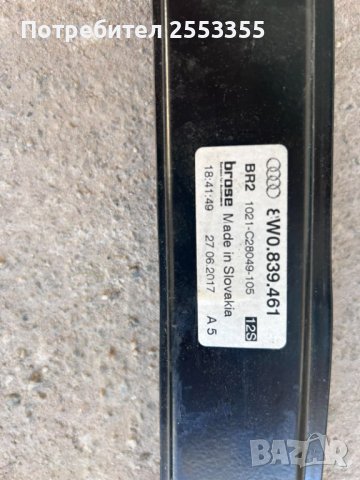 Потребител 2553355
8W0.839.461
BR2 1021-C28049-105 12S
brose Made in Slovakia
18:41:49 27.06.2017 A 5
BAZAR